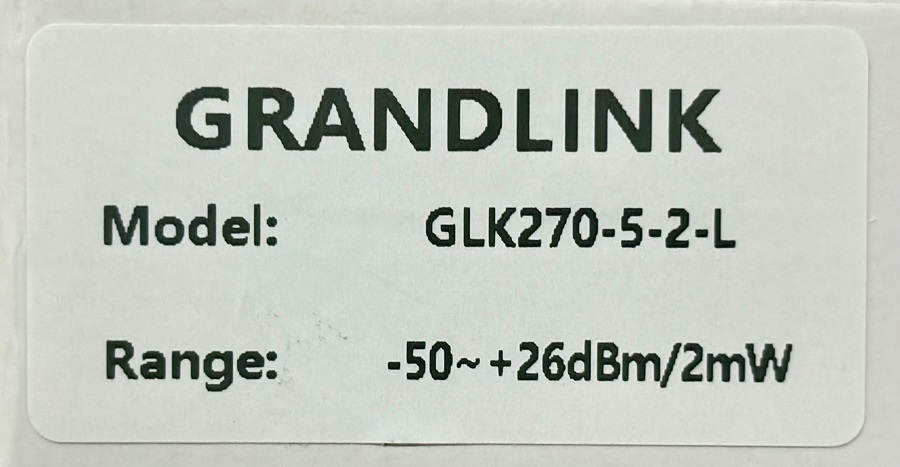 GRANDLINK
Model: GLK270-5-2-L
Range: -50~+26dBm/2mW